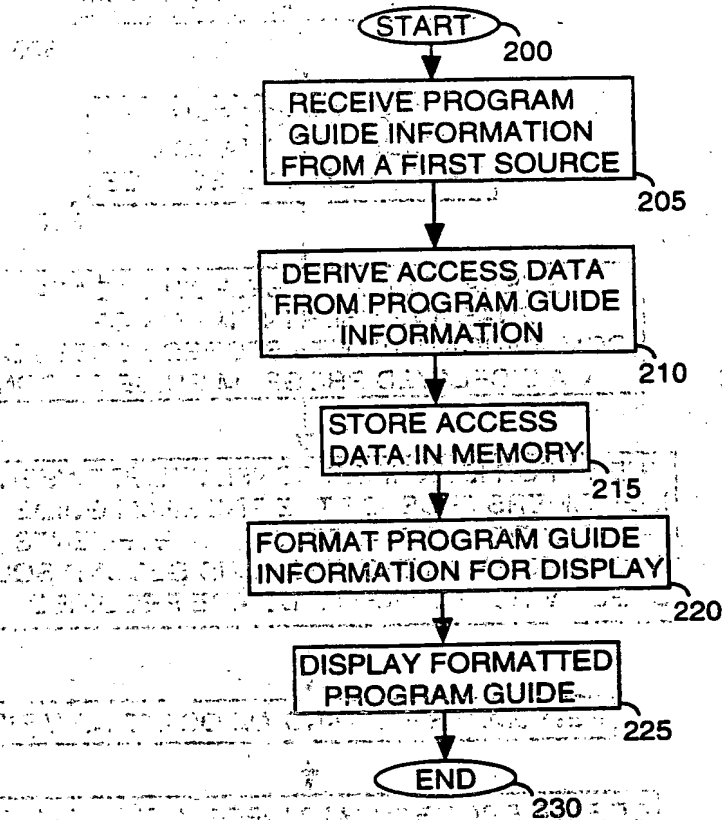 START
200
RECEIVE PROGRAM
GUIDE INFORMATION
FROM A FIRST SOURCE
205
DERIVE ACCESS DATA
FROM PROGRAM GUIDE
INFORMATION
210
STORE ACCESS
DATA IN MEMORY
215
FORMAT PROGRAM GUIDE
INFORMATION FOR DISPLAY
220
DISPLAY FORMATTED
PROGRAM GUIDE
225
END
230